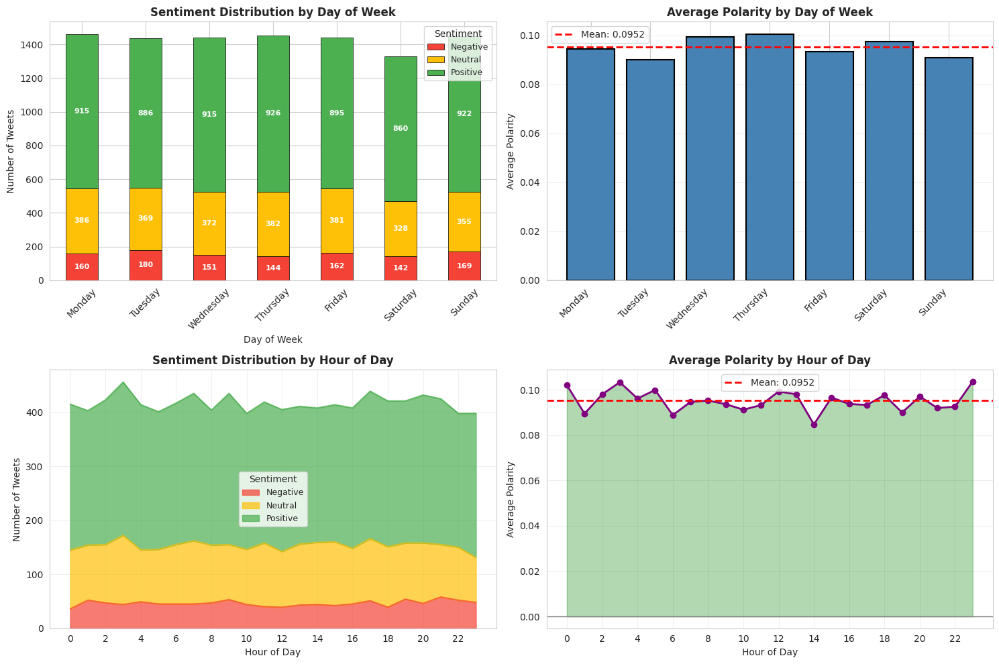 Sentiment Distribution by Day of Week
Number of Tweets
1400
1200
1000
800
600
400
200
0
Sentiment
Negative
Neutral
Positive
915 886 915 926 895 860 922
386 369 372 382 381 328 355
160 180 151 144 162 142 169
Monday Tuesday Wednesday Thursday Friday Saturday Sunday
Day of Week
Average Polarity by Day of Week
Average Polarity
0.10
0.08
0.06
0.04
0.02
0.00
Mean: 0.0952
Monday Tuesday Wednesday Thursday Friday Saturday Sunday
Sentiment Distribution by Hour of Day
Number of Tweets
400
300
200
100
0
Sentiment
Negative
Neutral
Positive
0 2 4 6 8 10 12 14 16 18 20 22
Hour of Day
Average Polarity by Hour of Day
Average Polarity
0.10
0.08
0.06
0.04
0.02
0.00
Mean: 0.0952
0 2 4 6 8 10 12 14 16 18 20 22
Hour of Day